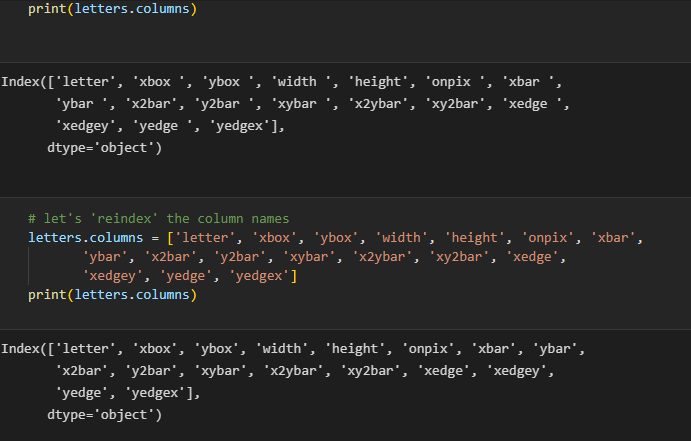 print(letters.columns)
Index(['letter', 'xbox ', 'ybox ', 'width ', 'height', 'onpix ', 'xbar ',
       'ybar ', 'x2bar', 'y2bar ', 'xybar ', 'x2ybar', 'xy2bar', 'xedge ',
       'xedgey', 'yedge ', 'yedgex'],
      dtype='object')
# let's 'reindex' the column names
letters.columns = ['letter', 'xbox', 'ybox', 'width', 'height', 'onpix', 'xbar',
       'ybar', 'x2bar', 'y2bar', 'xybar', 'x2ybar', 'xy2bar', 'xedge',
       'xedgey', 'yedge', 'yedgex']
print(letters.columns)
Index(['letter', 'xbox', 'ybox', 'width', 'height', 'onpix', 'xbar', 'ybar',
       'x2bar', 'y2bar', 'xybar', 'x2ybar', 'xy2bar', 'xedge', 'xedgey',
       'yedge', 'yedgex'],
      dtype='object')